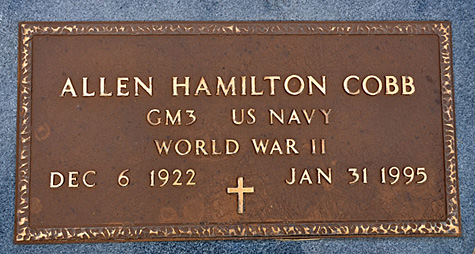 ALLEN HAMILTON COBB
GM3 US NAVY
WORLD WAR II
DEC 6 1922 JAN 31 1995